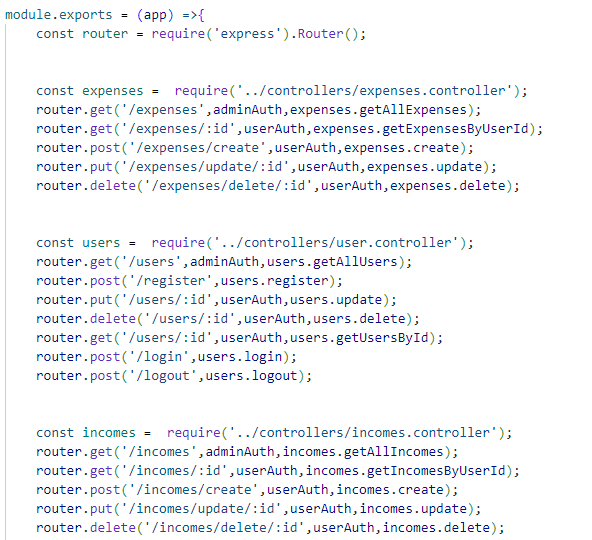 module.exports = (app) =>{
const router = require('express').Router();
const expenses =  require('../controllers/expenses.controller');
router.get('/expenses',adminAuth,expenses.getAllExpenses);
router.get('/expenses/:id',userAuth,expenses.getExpensesByUserId);
router.post('/expenses/create',userAuth,expenses.create);
router.put('/expenses/update/:id',userAuth,expenses.update);
router.delete('/expenses/delete/:id',userAuth,expenses.delete);
const users =  require('../controllers/user.controller');
router.get('/users',adminAuth,users.getAllUsers);
router.post('/register',users.register);
router.put('/users/:id',userAuth,users.update);
router.delete('/users/:id',userAuth,users.delete);
router.get('/users/:id',userAuth,users.getUsersById);
router.post('/login',users.login);
router.post('/logout',users.logout);
const incomes =  require('../controllers/incomes.controller');
router.get('/incomes',adminAuth,incomes.getAllIncomes);
router.get('/incomes/:id',userAuth,incomes.getIncomesByUserId);
router.post('/incomes/create',userAuth,incomes.create);
router.put('/incomes/update/:id',userAuth,incomes.update);
router.delete('/incomes/delete/:id',userAuth,incomes.delete);